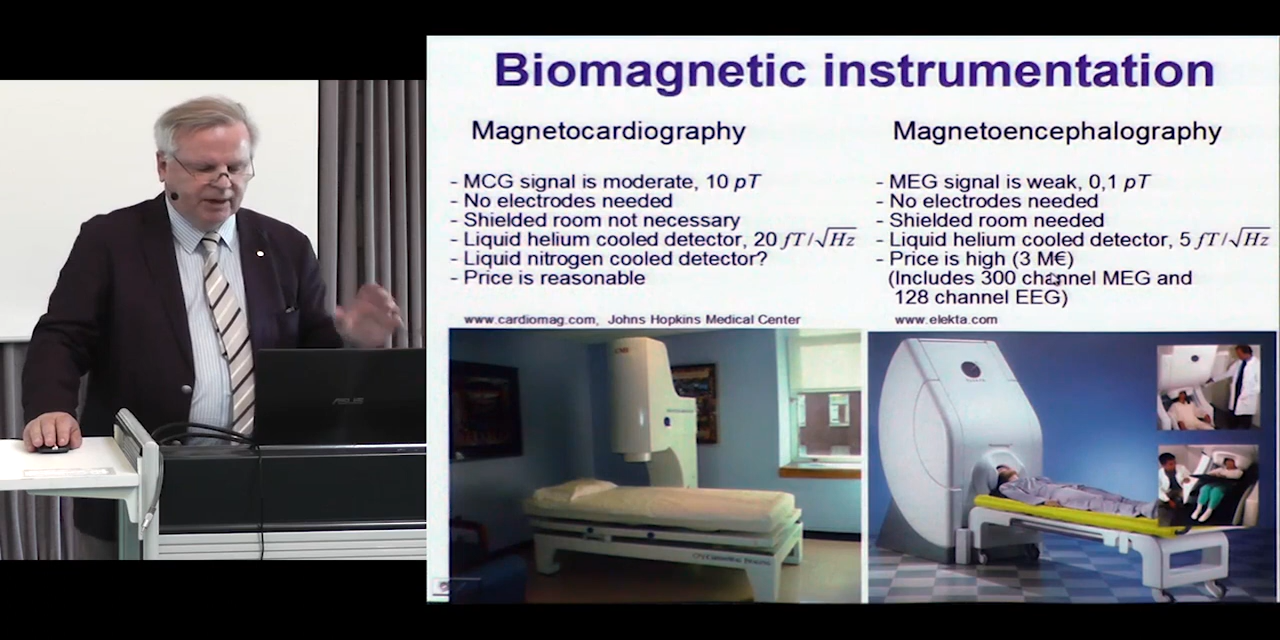 Biomagnetic instrumentation
Magnetocardiography
- MCG signal is moderate, 10 pT
- No electrodes needed
- Shielded room not necessary
- Liquid helium cooled detector, 20 fT/√Hz
- Liquid nitrogen cooled detector?
- Price is reasonable
www.cardiomag.com, Johns Hopkins Medical Center
Magnetoencephalography
- MEG signal is weak, 0,1 pT
- No electrodes needed
- Shielded room needed
- Liquid helium cooled detector, 5 fT/√Hz
- Price is high (3 M€)
(Includes 300 channel MEG and
128 channel EEG)
www.elekta.com
ASUS